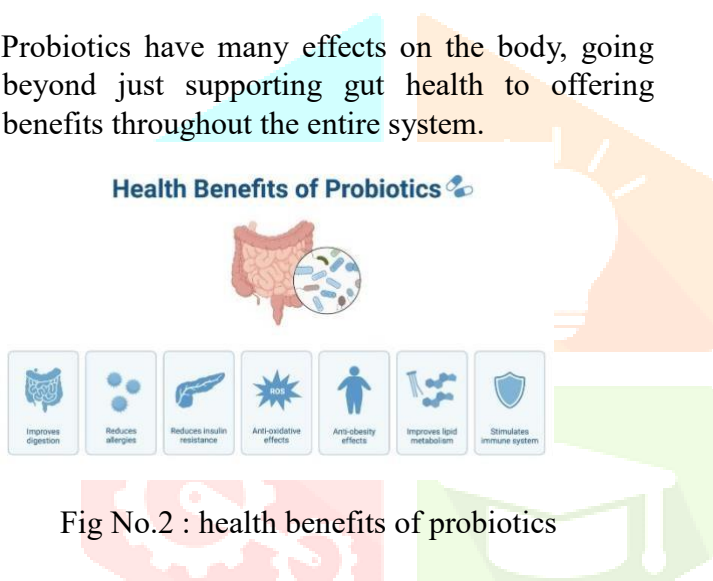 Probiotics have many effects on the body, going
beyond just supporting gut health to offering
benefits throughout the entire system.
Health Benefits of Probiotics
Improves
digestion
Reduces
allergies
Reduces insulin
resistance
ROS
Anti-oxidative
effects
Anti-obesity
effects
Improves lipid
metabolism
Stimulates
immune system
Fig No.2 : health benefits of probiotics